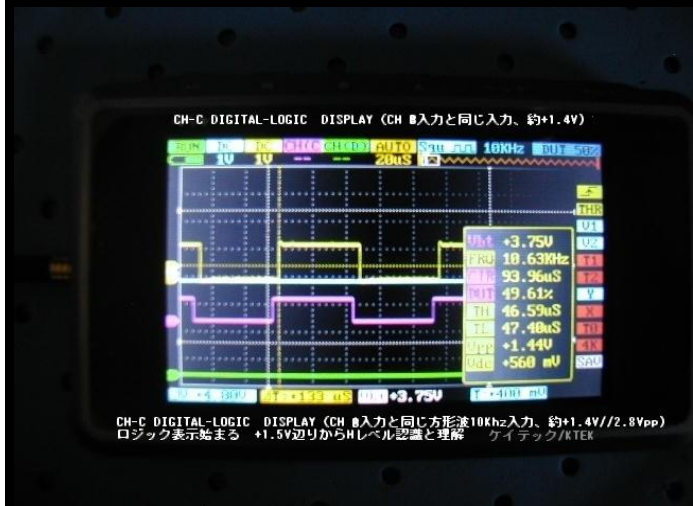 CH-C DIGITAL-LOGIC DISPLAY (CH B入力と同じ入力、約+1.4V)
RUN DC DC CH(C) CH(D) AUTO Squ 10KHz DUT 50%
1V 1V -- -- 20uS
THR
V1
Vbt +3.75V V2
FRQ 10.63KHz T1
CIR 93.96uS T2
DUT 49.61% Y
TH 46.59uS X
TL 47.40uS T0
Vpp +1.44V 4K
Vdc +560 mV SAV
+133 uS +3.75V T:+400 mV
CH-C DIGITAL-LOGIC DISPLAY (CH B入力と同じ方形波10Khz入力、約+1.4V//2.8Vpp)
ロジック表示始まる +1.5V辺りからHレベル認識と理解 ケイテック/KTEK